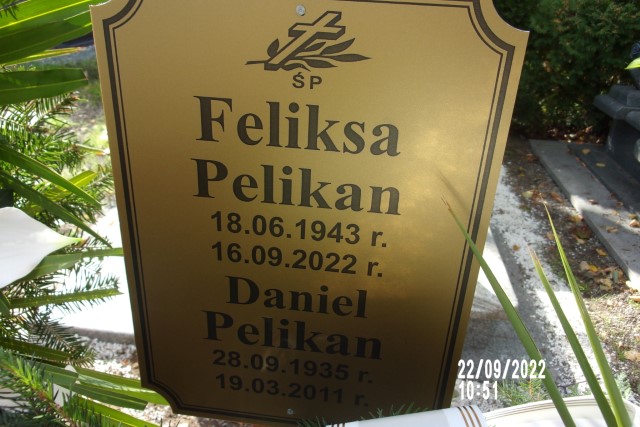 ŚP
Feliksa
Pelikan
18.06.1943 r.
16.09.2022 r.
Daniel
Pelikan
28.09.1935 r.
19.03.2011 r.
22/09/2022
10:51